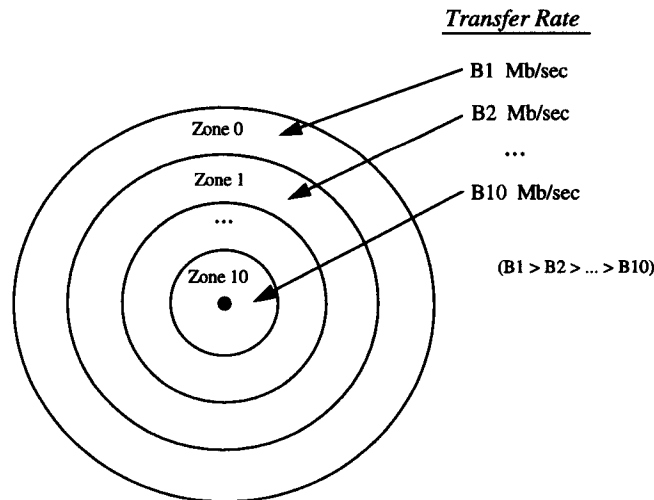 Transfer Rate
B1 Mb/sec
B2 Mb/sec
...
B10 Mb/sec
(B1 > B2 > ... > B10)
Zone 0
Zone 1
...
Zone 10